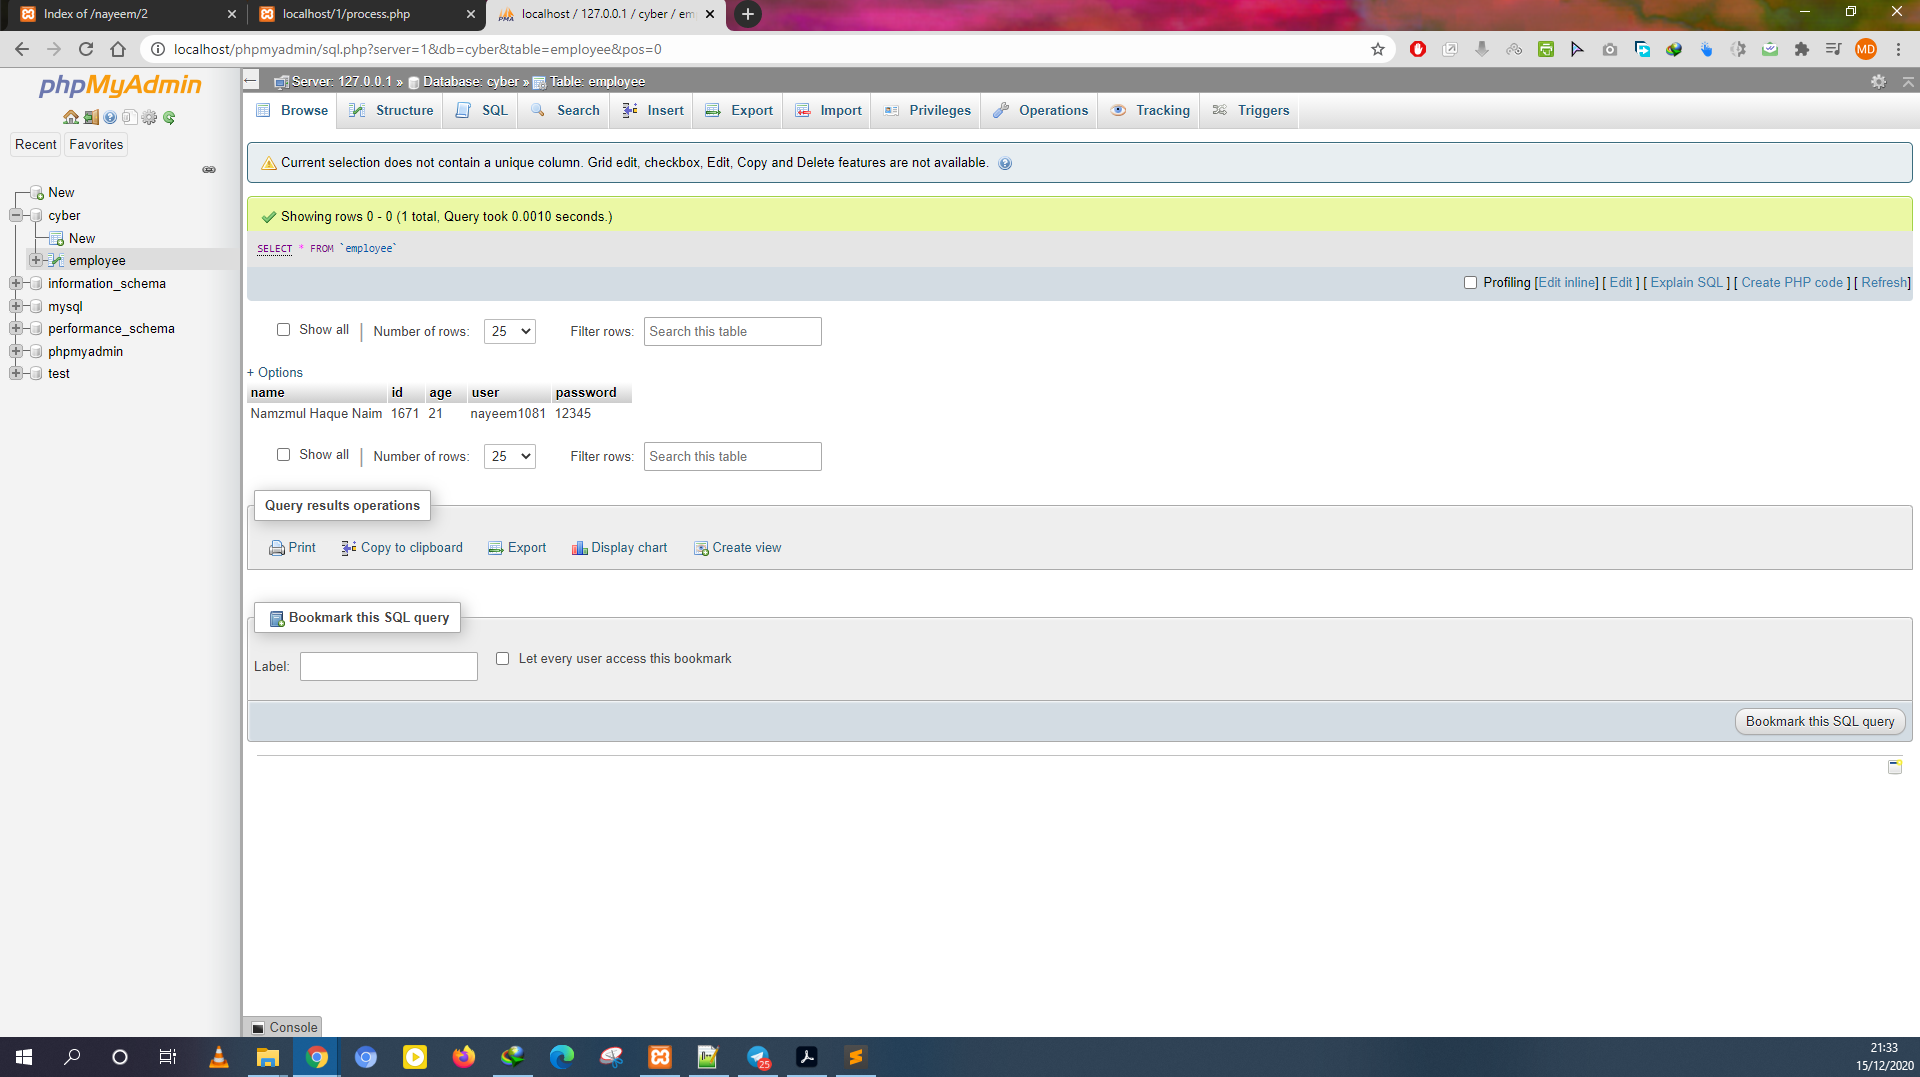 Index of /nayeem/2
localhost/1/process.php
localhost / 127.0.0.1 / cyber / em
localhost/phpmyadmin/sql.php?server=1&db=cyber&table=employee&pos=0
MD
phpMyAdmin
Recent Favorites
New
cyber
New
employee
information_schema
mysql
performance_schema
phpmyadmin
test
Server: 127.0.0.1 » Database: cyber » Table: employee
Browse Structure SQL Search Insert Export Import Privileges Operations Tracking Triggers
Current selection does not contain a unique column. Grid edit, checkbox, Edit, Copy and Delete features are not available.
Showing rows 0 - 0 (1 total, Query took 0.0010 seconds.)
SELECT * FROM `employee`
Profiling [Edit inline] [ Edit ] [ Explain SQL ] [ Create PHP code ] [ Refresh]
Show all | Number of rows: 25 Filter rows: Search this table
+ Options
name id age user password
Namzmul Haque Naim 1671 21 nayeem1081 12345
Show all | Number of rows: 25 Filter rows: Search this table
Query results operations
Print Copy to clipboard Export Display chart Create view
Bookmark this SQL query
Label: Let every user access this bookmark
Bookmark this SQL query
Console
25
21:33
15/12/2020